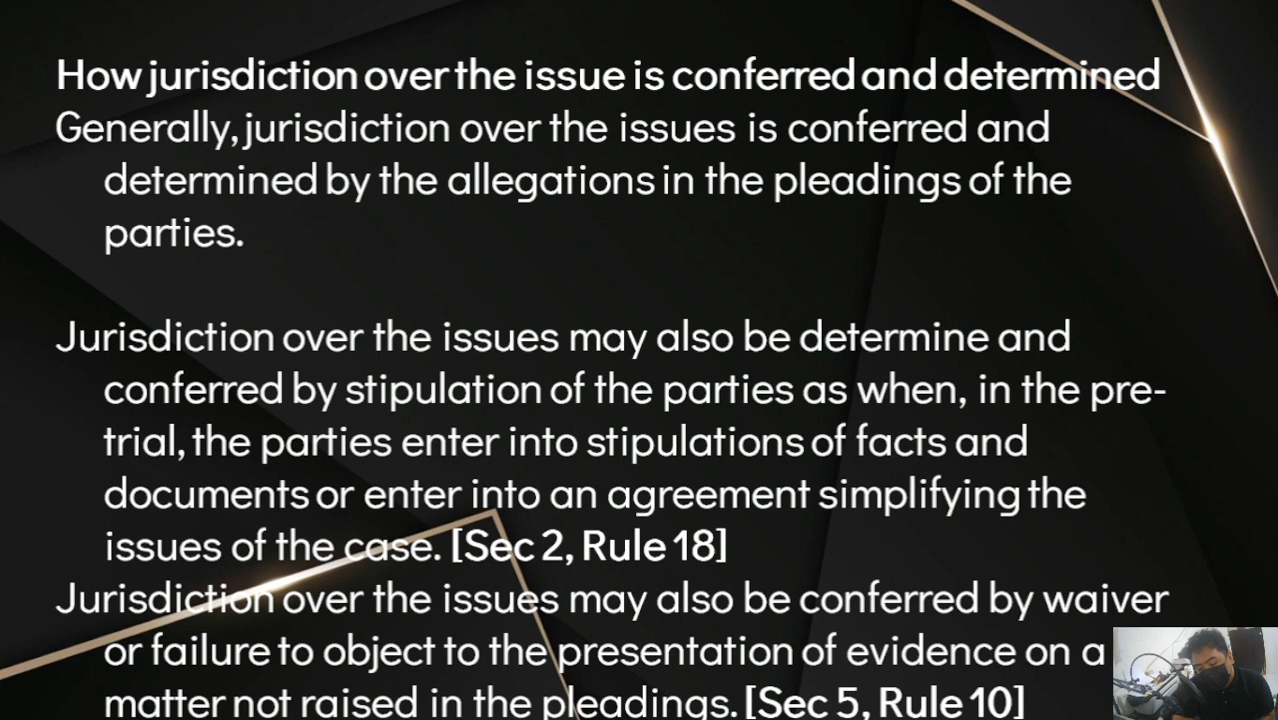 How jurisdiction over the issue is conferred and determined
Generally, jurisdiction over the issues is conferred and
determined by the allegations in the pleadings of the
parties.
Jurisdiction over the issues may also be determine and
conferred by stipulation of the parties as when, in the pre-
trial, the parties enter into stipulations of facts and
documents or enter into an agreement simplifying the
issues of the case. [Sec 2, Rule 18]
Jurisdiction over the issues may also be conferred by waiver
or failure to object to the presentation of evidence on a
matter not raised in the pleadings. [Sec 5, Rule 10]